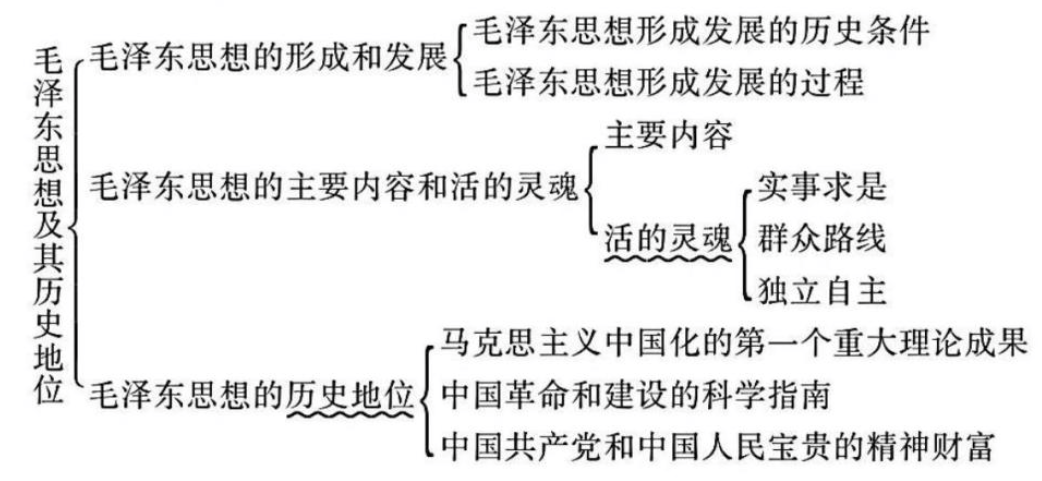 毛泽东思想及其历史地位
毛泽东思想的形成和发展
毛泽东思想形成发展的历史条件
毛泽东思想形成发展的过程
毛泽东思想的主要内容和活的灵魂
主要内容
活的灵魂
实事求是
群众路线
独立自主
毛泽东思想的历史地位
马克思主义中国化的第一个重大理论成果
中国革命和建设的科学指南
中国共产党和中国人民宝贵的精神财富